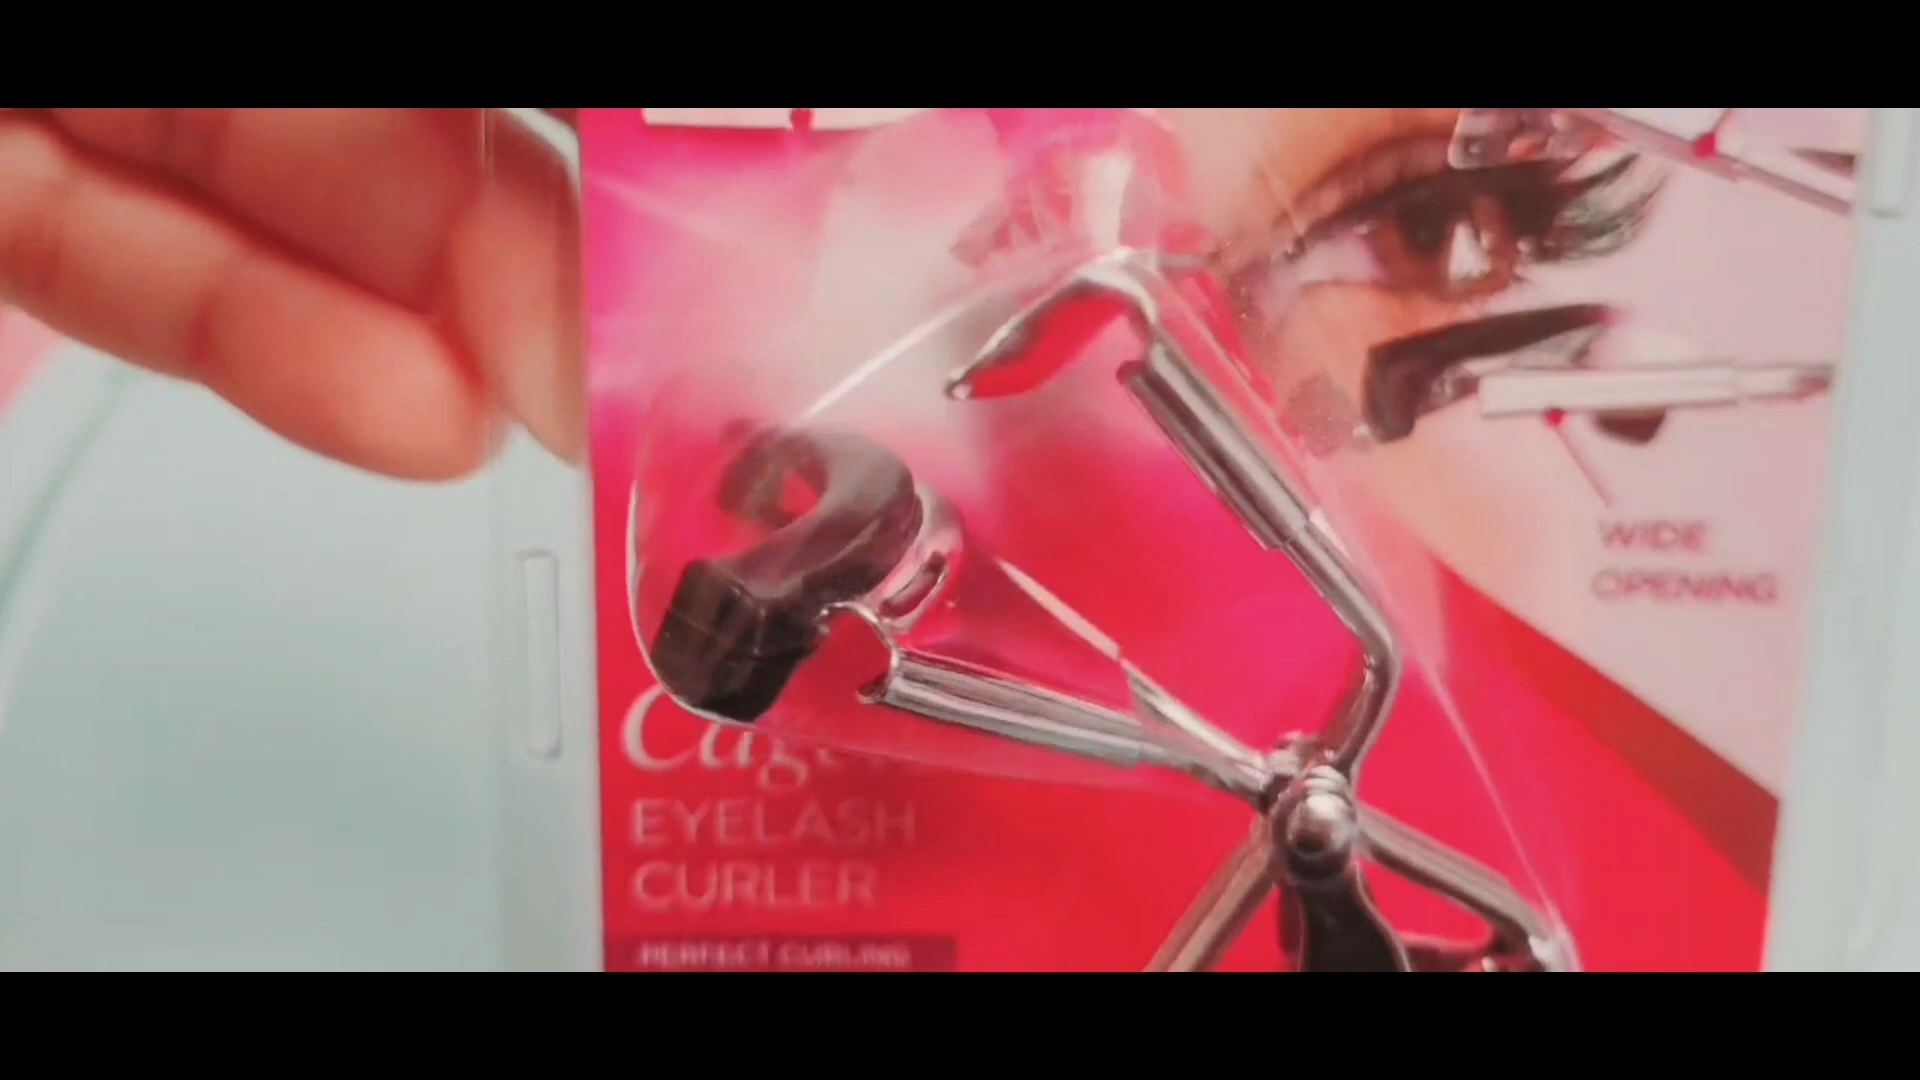 WIDE
OPENING
EYELASH
CURLER
PERFECT CURLING